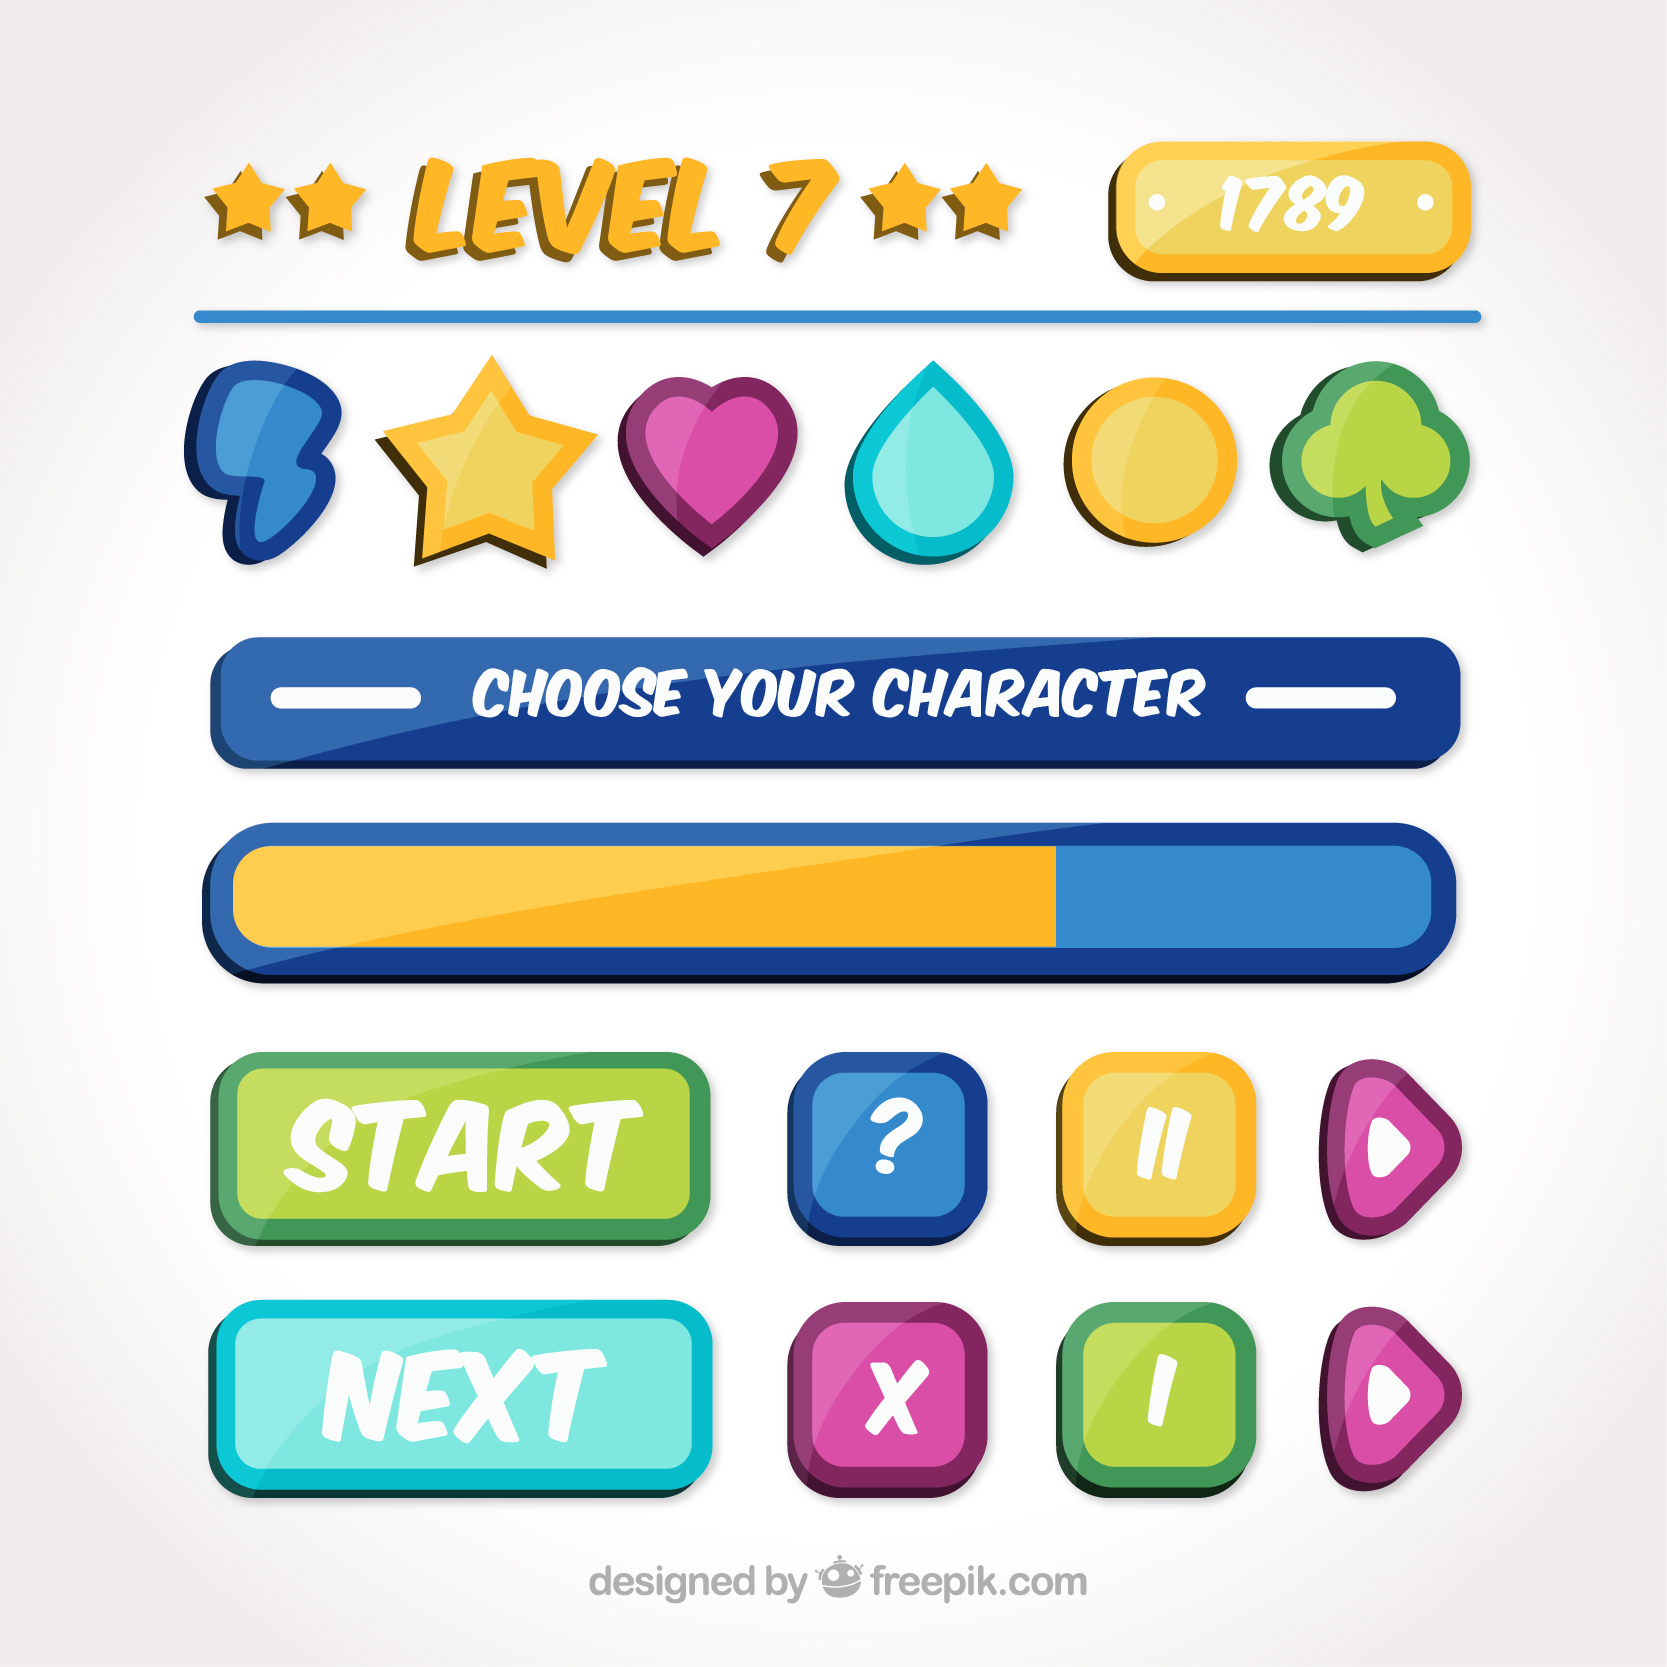 LEVEL 7
1789
CHOOSE YOUR CHARACTER
START
?
II
NEXT
X
I
designed by freepik.com